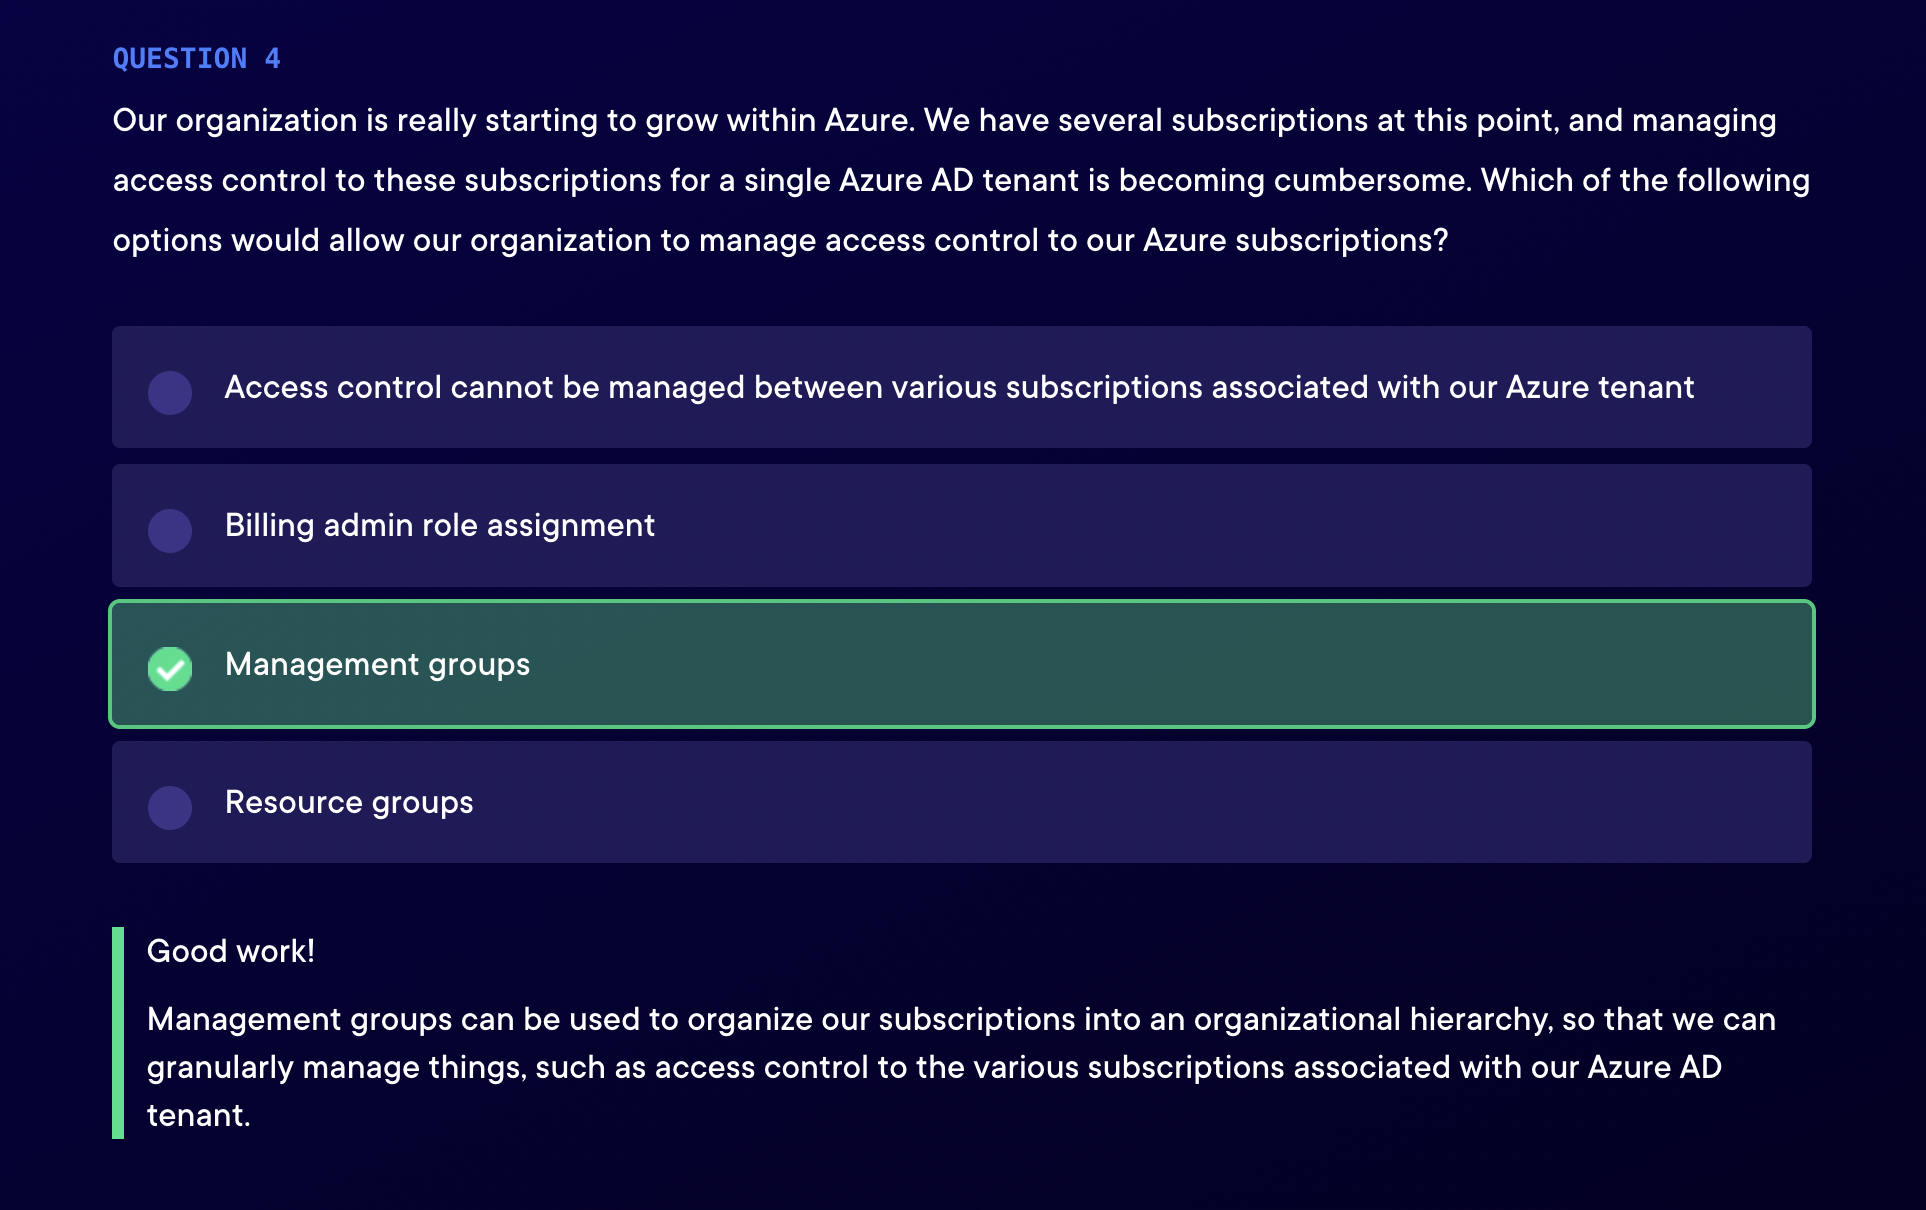 QUESTION 4
Our organization is really starting to grow within Azure. We have several subscriptions at this point, and managing
access control to these subscriptions for a single Azure AD tenant is becoming cumbersome. Which of the following
options would allow our organization to manage access control to our Azure subscriptions?
Access control cannot be managed between various subscriptions associated with our Azure tenant
Billing admin role assignment
Management groups
Resource groups
Good work!
Management groups can be used to organize our subscriptions into an organizational hierarchy, so that we can
granularly manage things, such as access control to the various subscriptions associated with our Azure AD
tenant.